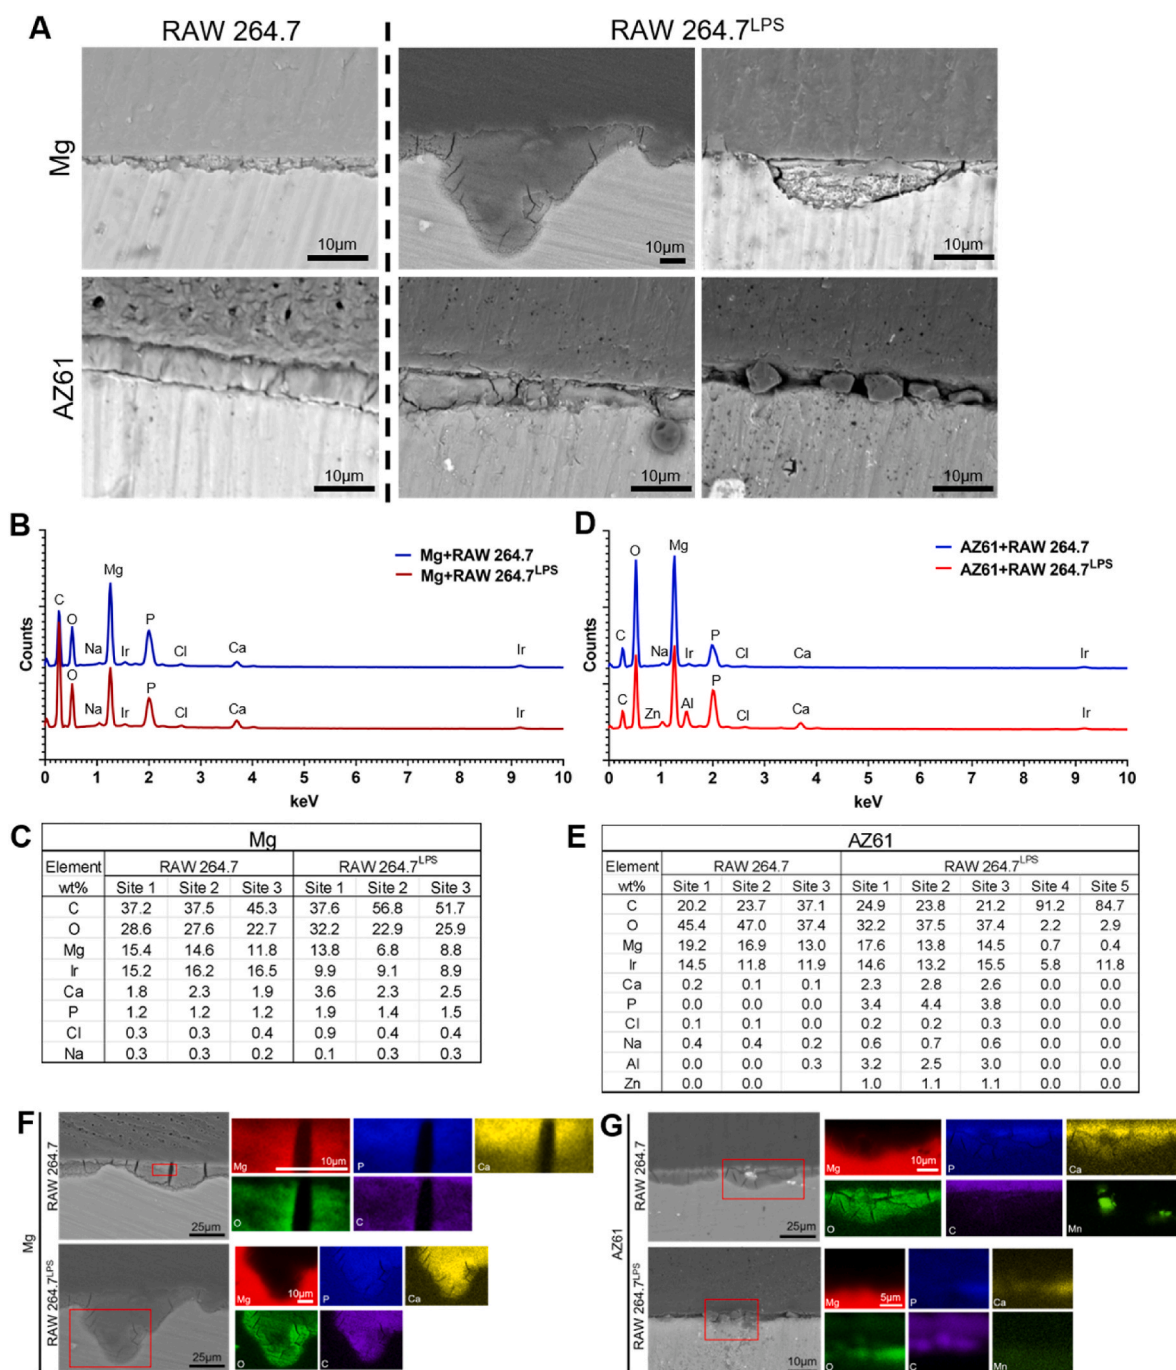 A
RAW 264.7
RAW 264.7LPS
Mg
10μm
10μm
10μm
AZ61
10μm
10μm
10μm
B
Mg+RAW 264.7
Mg+RAW 264.7LPS
Counts
C
O
Na
Mg
Ir
P
Cl
Ca
Ir
O
Na
Ir
P
Cl
Ca
Ir
0 1 2 3 4 5 6 7 8 9 10
keV
D
AZ61+RAW 264.7
AZ61+RAW 264.7LPS
Counts
C
O
Na
Mg
Ir
P
Cl
Ca
Ir
C
Zn
Al
P
Cl
Ca
Ir
0 1 2 3 4 5 6 7 8 9 10
keV
C
Mg
Element RAW 264.7 RAW 264.7LPS
wt% Site 1 Site 2 Site 3 Site 1 Site 2 Site 3
C 37.2 37.5 45.3 37.6 56.8 51.7
O 28.6 27.6 22.7 32.2 22.9 25.9
Mg 15.4 14.6 11.8 13.8 6.8 8.8
Ir 15.2 16.2 16.5 9.9 9.1 8.9
Ca 1.8 2.3 1.9 3.6 2.3 2.5
P 1.2 1.2 1.2 1.9 1.4 1.5
Cl 0.3 0.3 0.4 0.9 0.4 0.4
Na 0.3 0.3 0.2 0.1 0.3 0.3
E
AZ61
Element RAW 264.7 RAW 264.7LPS
wt% Site 1 Site 2 Site 3 Site 1 Site 2 Site 3 Site 4 Site 5
C 20.2 23.7 37.1 24.9 23.8 21.2 91.2 84.7
O 45.4 47.0 37.4 32.2 37.5 37.4 2.2 2.9
Mg 19.2 16.9 13.0 17.6 13.8 14.5 0.7 0.4
Ir 14.5 11.8 11.9 14.6 13.2 15.5 5.8 11.8
Ca 0.2 0.1 0.1 2.3 2.8 2.6 0.0 0.0
P 0.0 0.0 0.0 3.4 4.4 3.8 0.0 0.0
Cl 0.1 0.1 0.0 0.2 0.2 0.3 0.0 0.0
Na 0.4 0.4 0.2 0.6 0.7 0.6 0.0 0.0
Al 0.0 0.0 0.3 3.2 2.5 3.0 0.0 0.0
Zn 0.0 0.0 1.0 1.1 1.1 0.0 0.0
F
Mg
RAW 264.7
25μm
Mg
10μm
P
Ca
O
C
RAW 264.7LPS
25μm
Mg
10μm
P
Ca
O
C
G
AZ61
RAW 264.7
25μm
Mg
10μm
P
Ca
O
C
Mn
RAW 264.7LPS
10μm
Mg
5μm
P
Ca
O
C
Mn